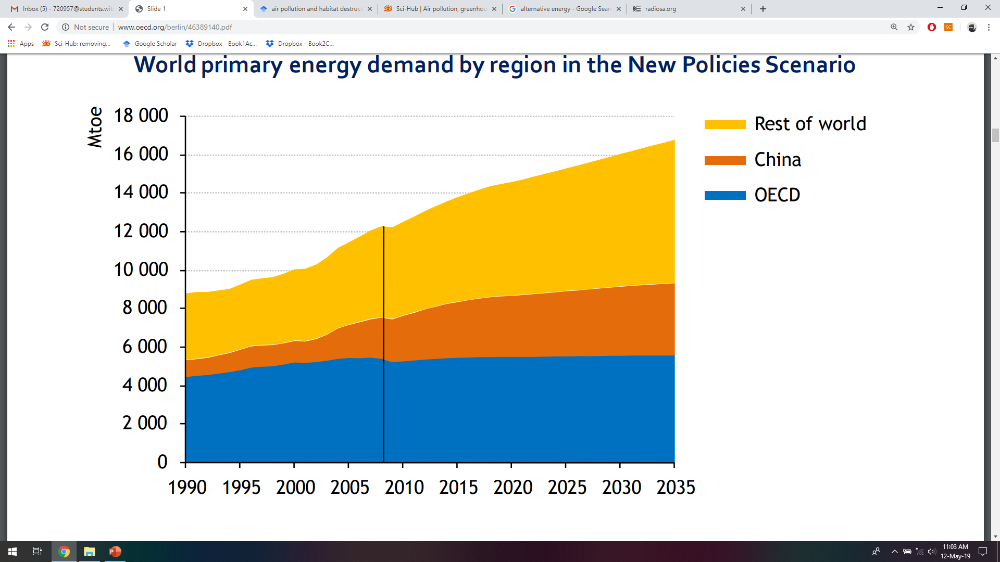 Inbox (5) - 720957@students.wit
Slide 1
air pollution and habitat destruct
Sci-Hub | Air pollution, greenhou
alternative energy - Google Sear
radiosa.org
Not secure
www.oecd.org/berlin/46389140.pdf
SC
Apps
Sci-Hub: removing...
Google Scholar
Dropbox - Book1Ac...
Dropbox - Book2C...
World primary energy demand by region in the New Policies Scenario
Mtoe
18 000
16 000
14 000
12 000
10 000
8 000
6 000
4 000
2 000
0
1990 1995 2000 2005 2010 2015 2020 2025 2030 2035
Rest of world
China
OECD
11:03 AM
12-May-19